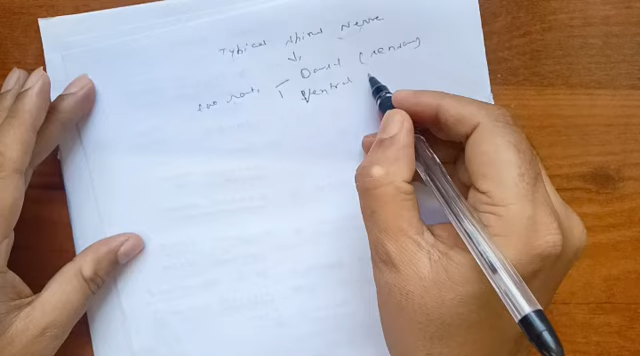 Typical spinal Nerve
↓
Dorsal (sensory
two roots, Ventral